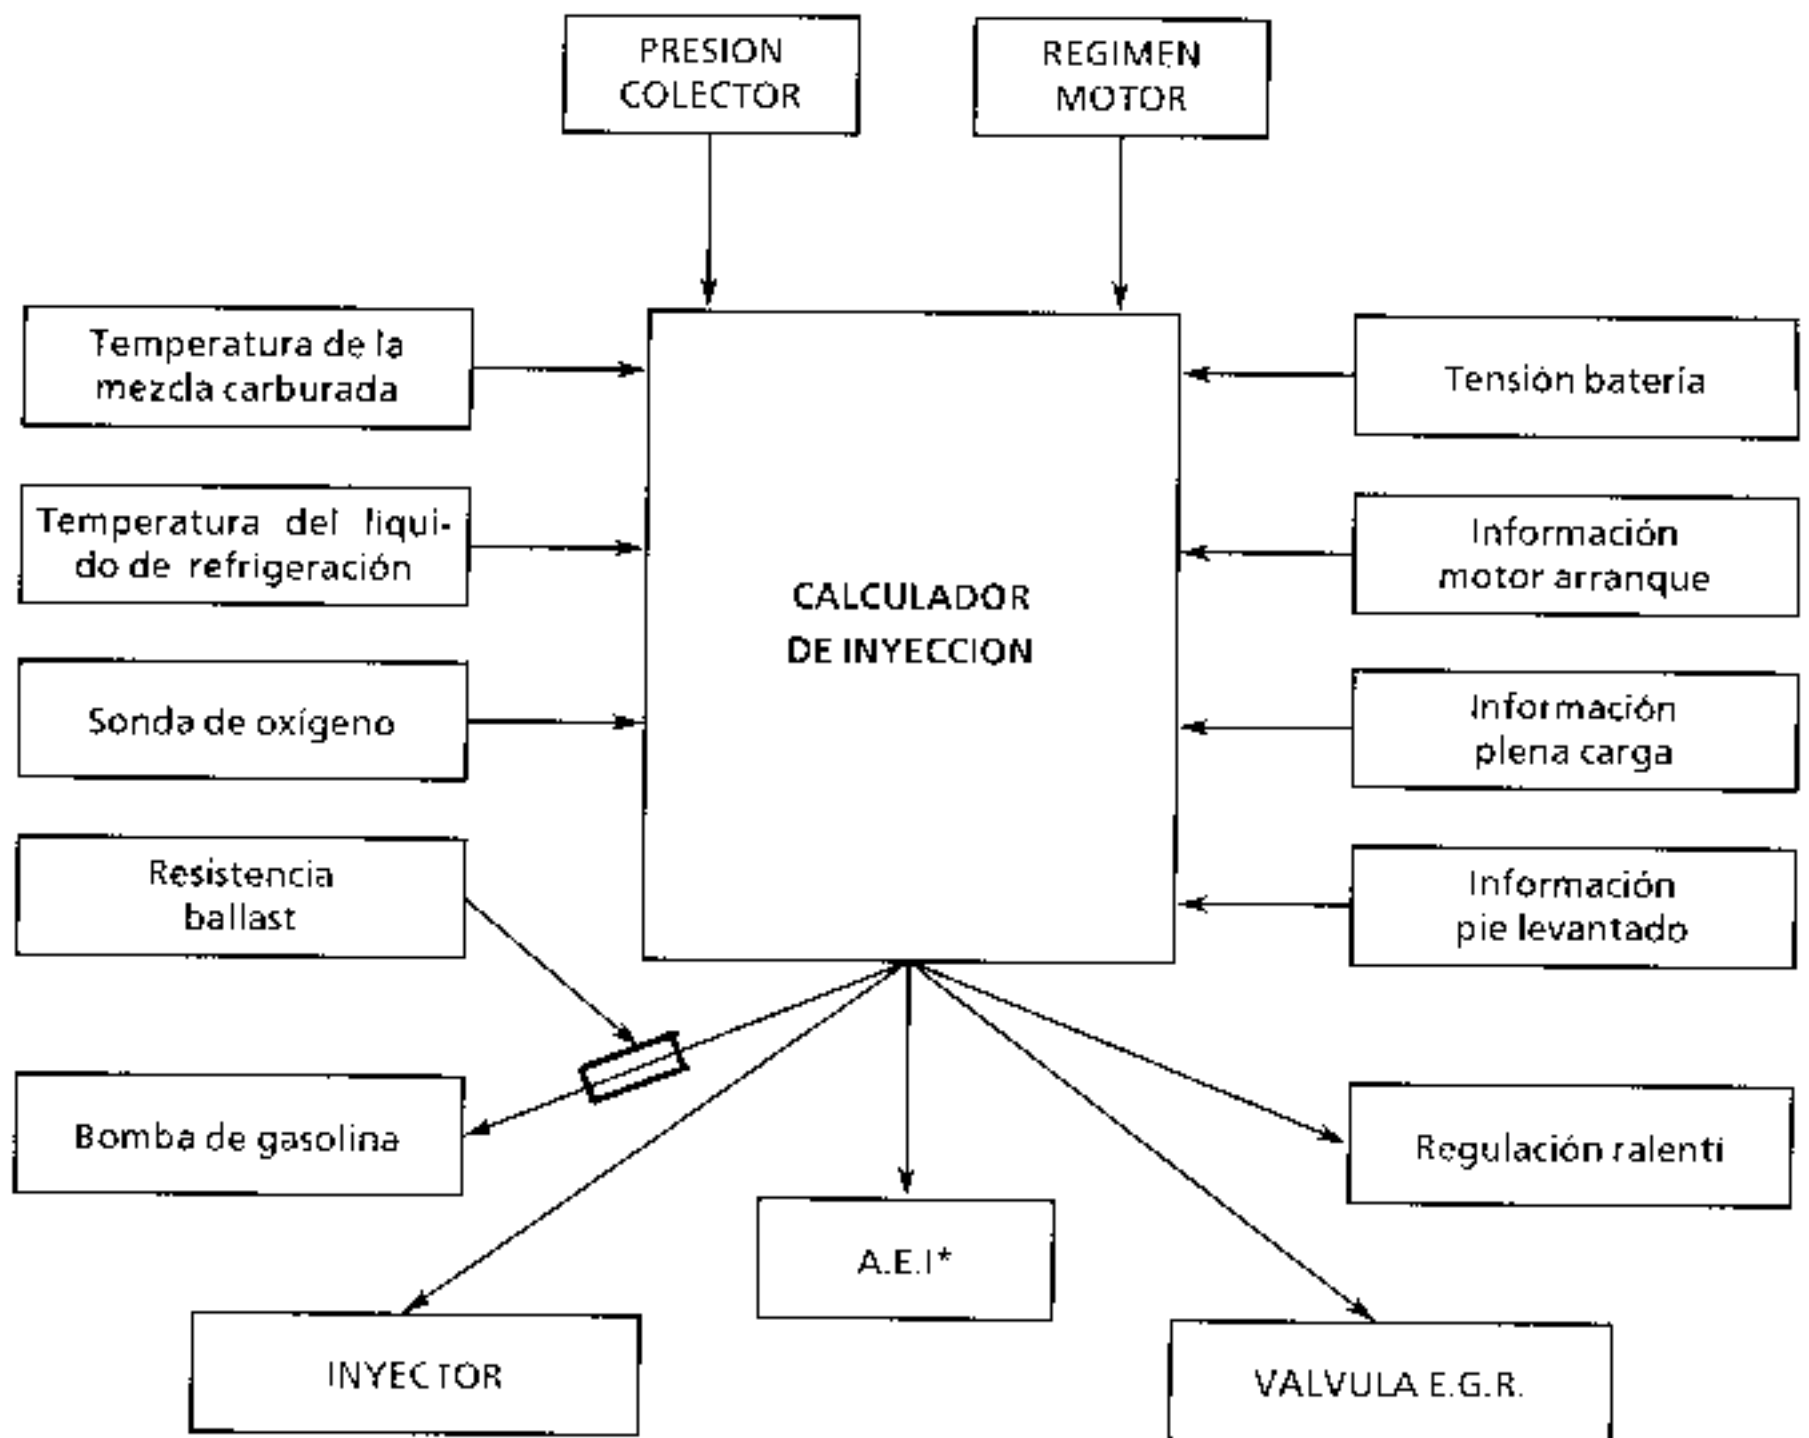 PRESION
COLECTOR
REGIMEN
MOTOR
Temperatura de la
mezcla carburada
Tensión batería
Temperatura del liqui-
do de refrigeración
Información
motor arranque
CALCULADOR
DE INYECCION
Sonda de oxígeno
Información
plena carga
Resistencia
ballast
Información
pie levantado
Bomba de gasolina
Regulación ralenti
A.E.I*
INYECTOR
VALVULA E.G.R.